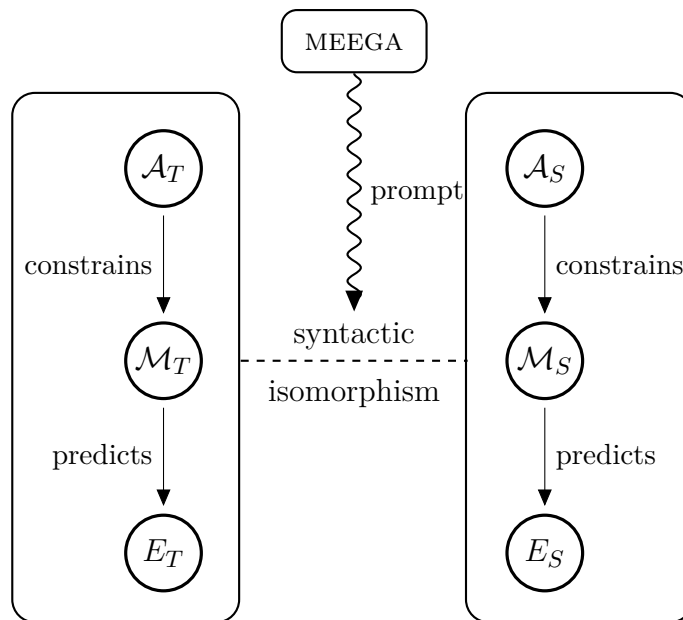 MEEGA
𝒜_T
𝒜_S
prompt
constrains
constrains
syntactic
ℳ_T
ℳ_S
isomorphism
predicts
predicts
E_T
E_S